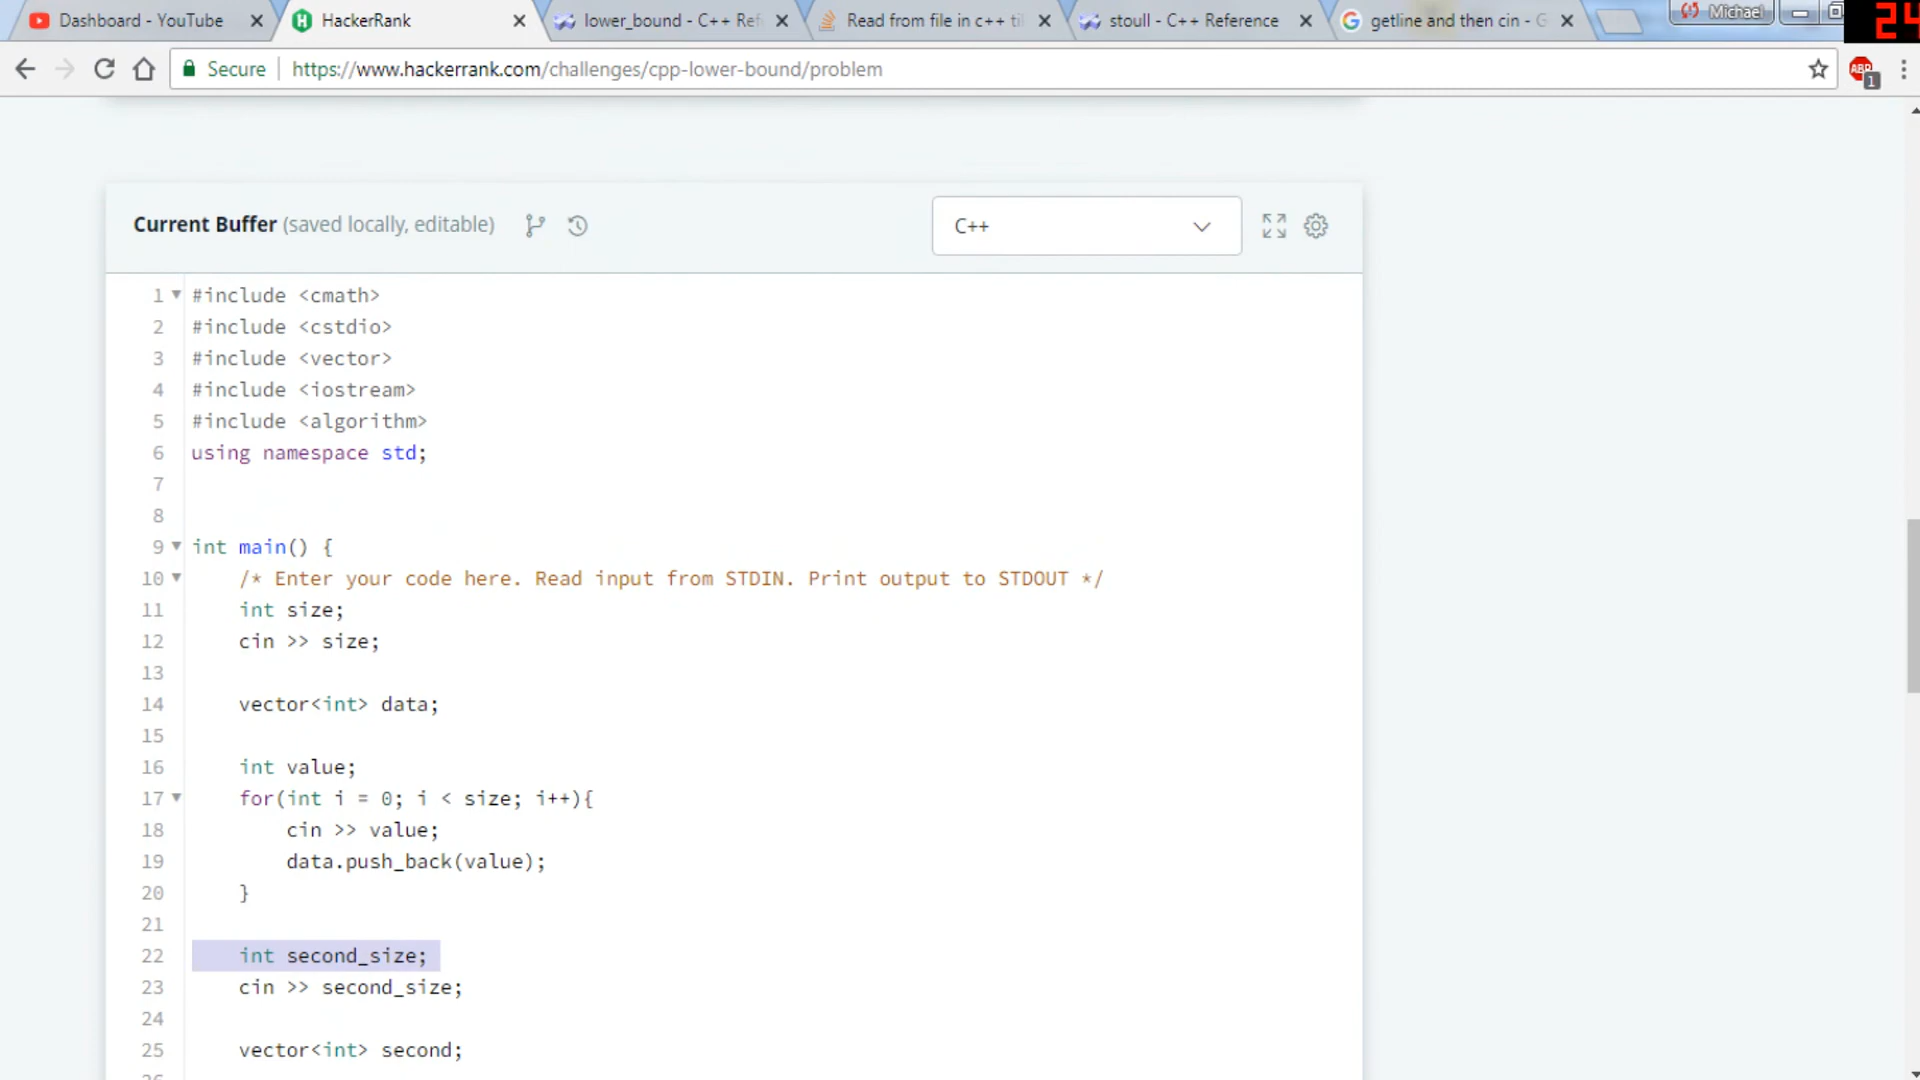 Dashboard - YouTube
HackerRank
lower_bound - C++ Ref
Read from file in c++ til
stoull - C++ Reference
getline and then cin - G
Michael
24
Secure
https://www.hackerrank.com/challenges/cpp-lower-bound/problem
ABP
1
Current Buffer (saved locally, editable)
C++
1 #include <cmath>
2 #include <cstdio>
3 #include <vector>
4 #include <iostream>
5 #include <algorithm>
6 using namespace std;
7
8
9 int main() {
10 /* Enter your code here. Read input from STDIN. Print output to STDOUT */
11 int size;
12 cin >> size;
13
14 vector<int> data;
15
16 int value;
17 for(int i = 0; i < size; i++){
18 cin >> value;
19 data.push_back(value);
20 }
21
22 int second_size;
23 cin >> second_size;
24
25 vector<int> second;